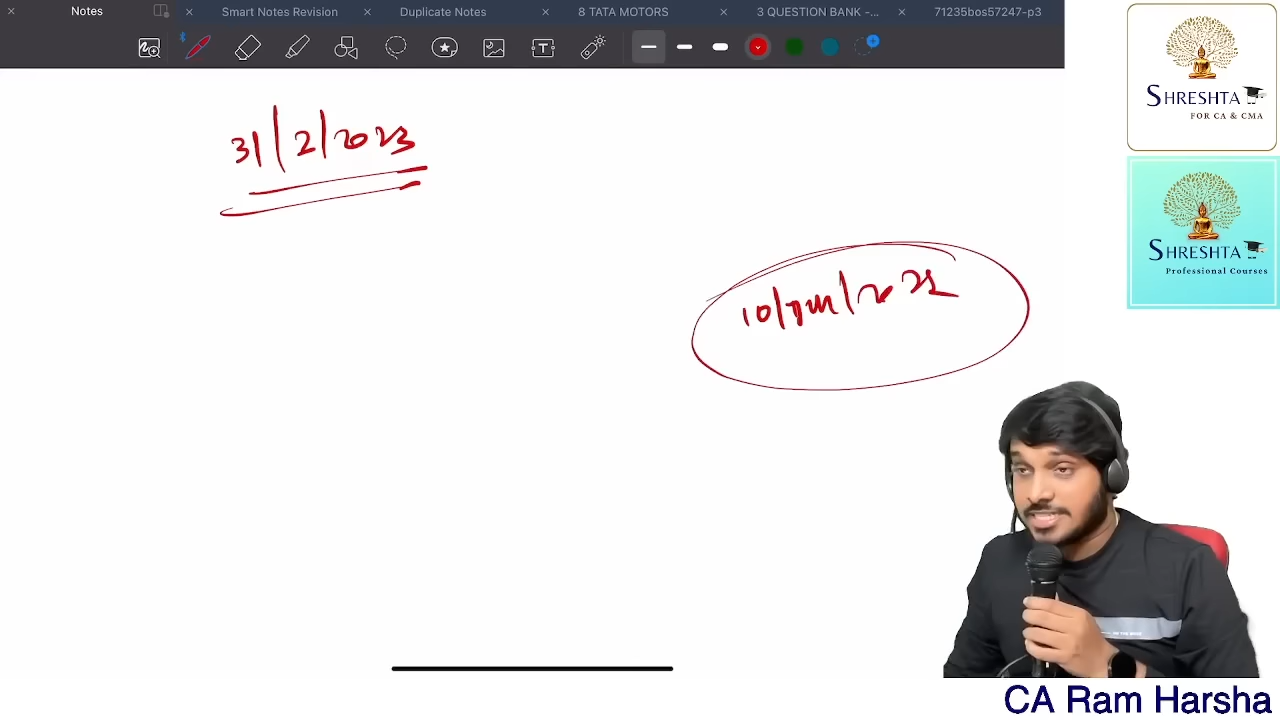 Notes
Smart Notes Revision
Duplicate Notes
8 TATA MOTORS
3 QUESTION BANK -...
71235bos57247-p3
T
SHRESHTA
FOR CA & CMA
31/2/2023
SHRESHTA
Professional Courses
10/
CA Ram Harsha